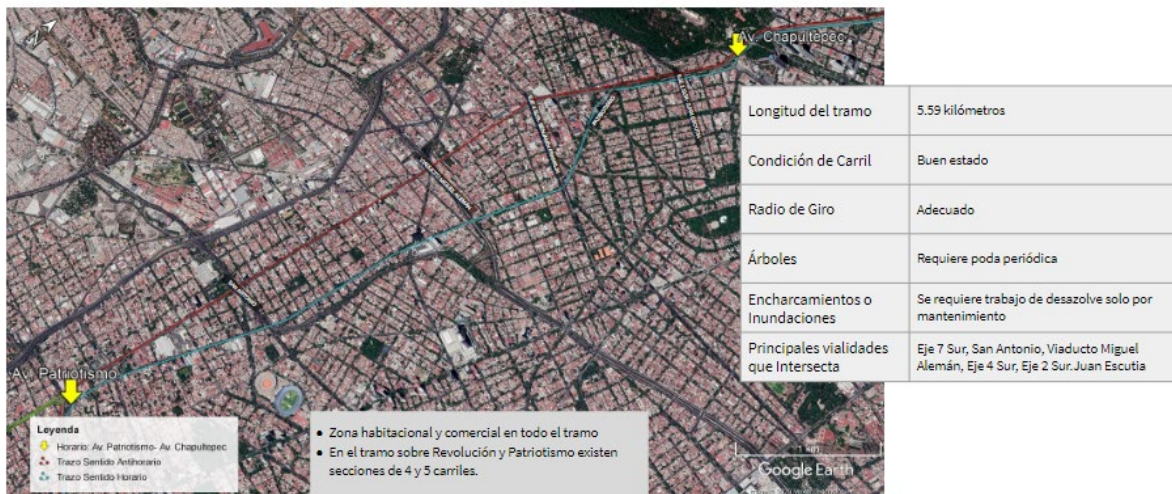 Av. Chapultepec
Av. Patriotismo
Longitud del tramo
5.59 kilómetros
Condición de Carril
Buen estado
Radio de Giro
Adecuado
Árboles
Requiere poda periódica
Encharcamientos o
Inundaciones
Se requiere trabajo de desazolve solo por
mantenimiento
Principales vialidades
que Intersecta
Eje 7 Sur, San Antonio, Viaducto Miguel
Alemán, Eje 4 Sur, Eje 2 Sur.Juan Escutia
Leyenda
Horario: Av. Patriotismo- Av. Chapultepec
Trazo Sentido Antihorario
Trazo Sentido Horario
• Zona habitacional y comercial en todo el tramo
• En el tramo sobre Revolución y Patriotismo existen
secciones de 4 y 5 carriles.
Google Earth